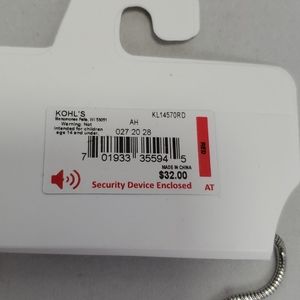 KOHL'S KL14570RD
Menomonee Falls, WI 53051 AH
Warning: Not
intended for children
age 14 and under. 027 20 28
RED
7 01933 35594 5
MADE IN CHINA
$32.00
Security Device Enclosed AT